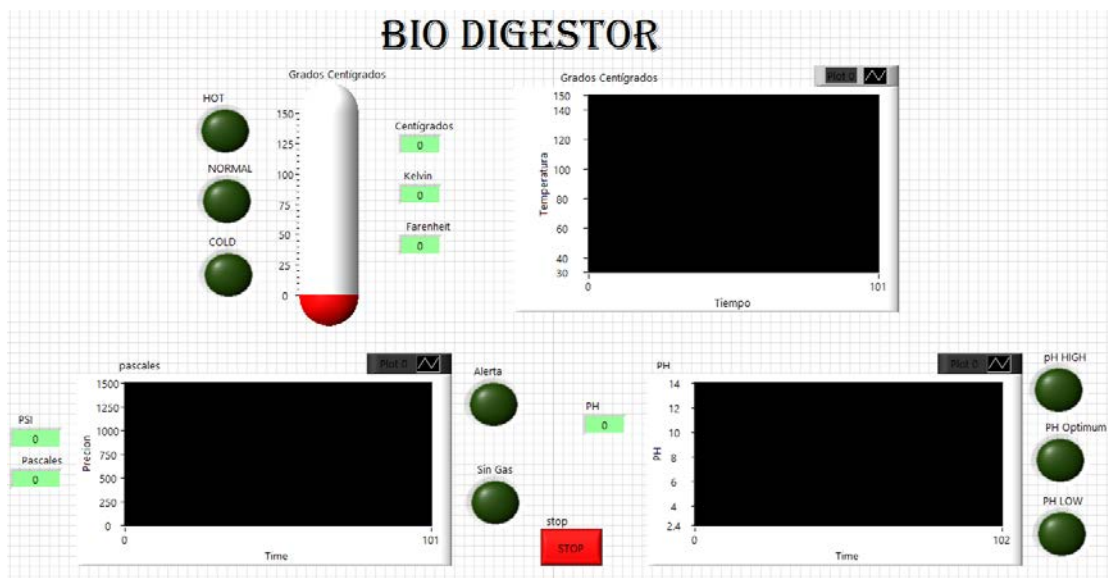 BIO DIGESTOR
Grados Centígrados
HOT
NORMAL
COLD
150
125
100
75
50
25
0
Centígrados
0
Kelvin
0
Farenheit
0
Grados Centígrados
Plot 0
Temperatura
150
140
120
100
80
60
40
30
0
101
Tiempo
PSI
0
Pascales
0
pascales
Plot 0
Precion
1500
1250
1000
750
500
250
0
0
101
Time
Alerta
Sin Gas
stop
STOP
PH
0
PH
Plot 0
PH
14
12
10
8
6
4
2.4
0
102
Time
pH HIGH
PH Optimum
PH LOW